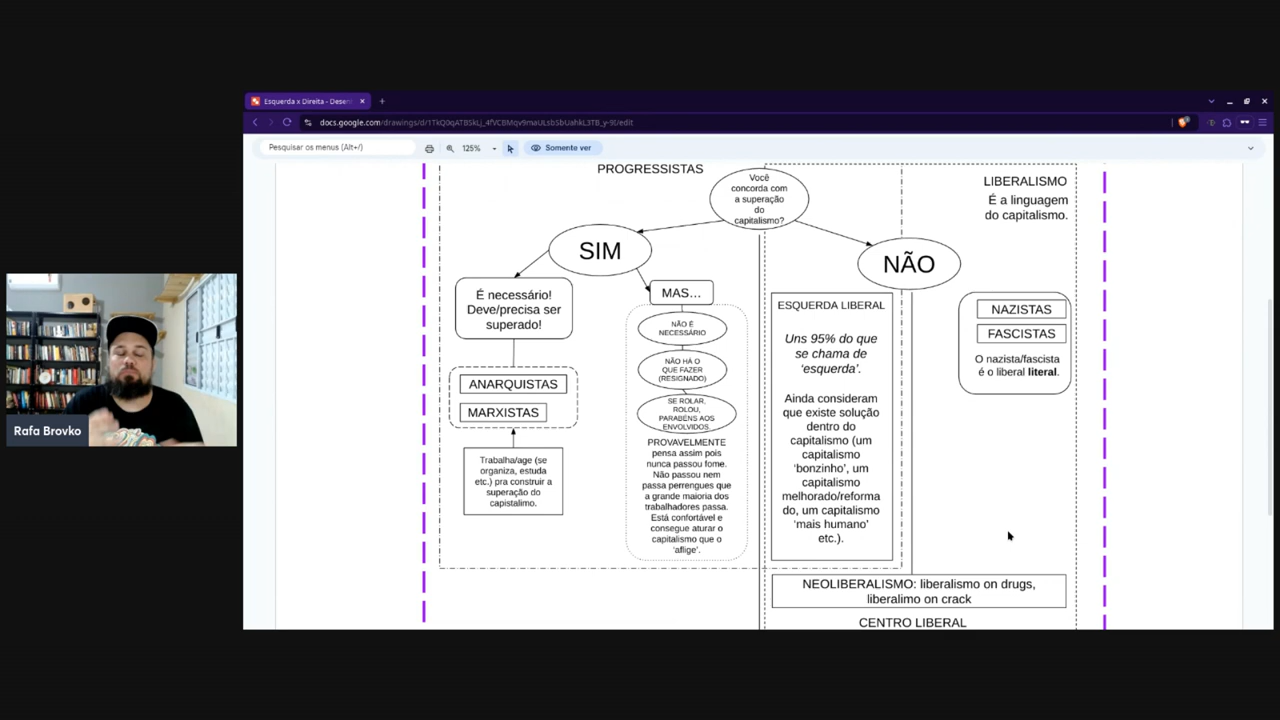 Esquerda x Direita - Desen
docs.google.com
/edit
Pesquisar os menus (Alt+/)
125%
Somente ver
PROGRESSISTAS
Você
concorda com
a superação
do
capitalismo?
LIBERALISMO
É a linguagem
do capitalismo.
SIM
NÃO
É necessário!
Deve/precisa ser
superado!
MAS...
NÃO É
NECESSÁRIO
NÃO HÁ O
QUE FAZER
(RESIGNADO)
SE ROLAR,
ROLOU,
PARABÉNS AOS
ENVOLVIDOS.
PROVAVELMENTE
pensa assim pois
nunca passou fome.
Não passou nem
passa perrengues que
a grande maioria dos
trabalhadores passa.
Está confortável e
consegue aturar o
capitalismo que o
‘aflige’.
ANARQUISTAS
MARXISTAS
Trabalha/age (se
organiza, estuda
etc.) pra construir a
superação do
capistalimo.
ESQUERDA LIBERAL
Uns 95% do que
se chama de
‘esquerda’.
Ainda consideram
que existe solução
dentro do
capitalismo (um
capitalismo
‘bonzinho’, um
capitalismo
melhorado/reforma
do, um capitalismo
‘mais humano’
etc.).
NAZISTAS
FASCISTAS
O nazista/fascista
é o liberal literal.
NEOLIBERALISMO: liberalismo on drugs,
liberalimo on crack
CENTRO LIBERAL
Rafa Brovko